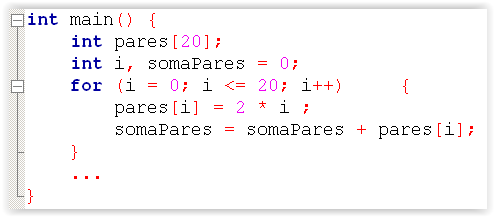 int main() {
    int pares[20];
    int i, somaPares = 0;
    for (i = 0; i <= 20; i++)     {
        pares[i] = 2 * i ;
        somaPares = somaPares + pares[i];
    }
    ...
}